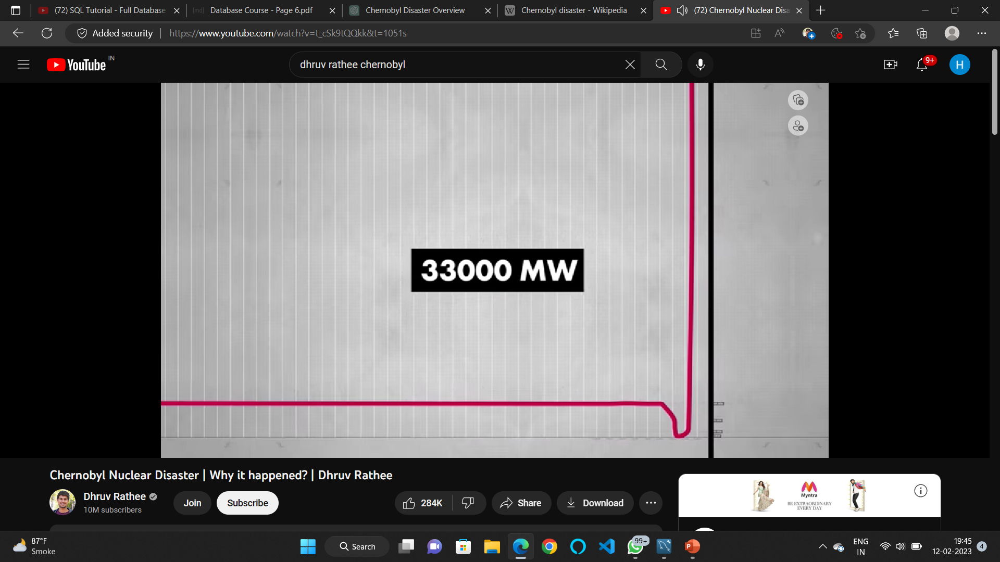 (72) SQL Tutorial - Full Database
Database Course - Page 6.pdf
Chernobyl Disaster Overview
Chernobyl disaster - Wikipedia
(72) Chernobyl Nuclear Disa
Added security
https://www.youtube.com/watch?v=t_cSk9tQQkk&t=1051s
YouTube IN
dhruv rathee chernobyl
9+
H
33000 MW
Chernobyl Nuclear Disaster | Why it happened? | Dhruv Rathee
Dhruv Rathee
10M subscribers
Join
Subscribe
284K
Share
Download
Myntra
BE EXTRAORDINARY
EVERY DAY
87°F
Smoke
Search
99+
ENG
IN
19:45
12-02-2023
4